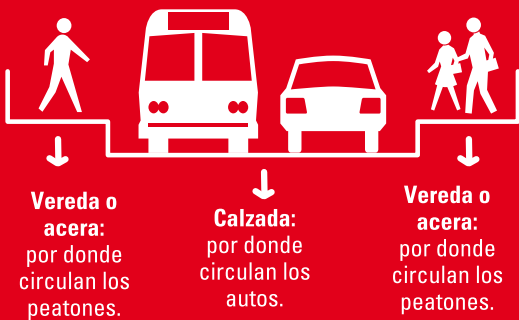 Vereda o
acera:
por donde
circulan los
peatones.
Calzada:
por donde
circulan los
autos.
Vereda o
acera:
por donde
circulan los
peatones.